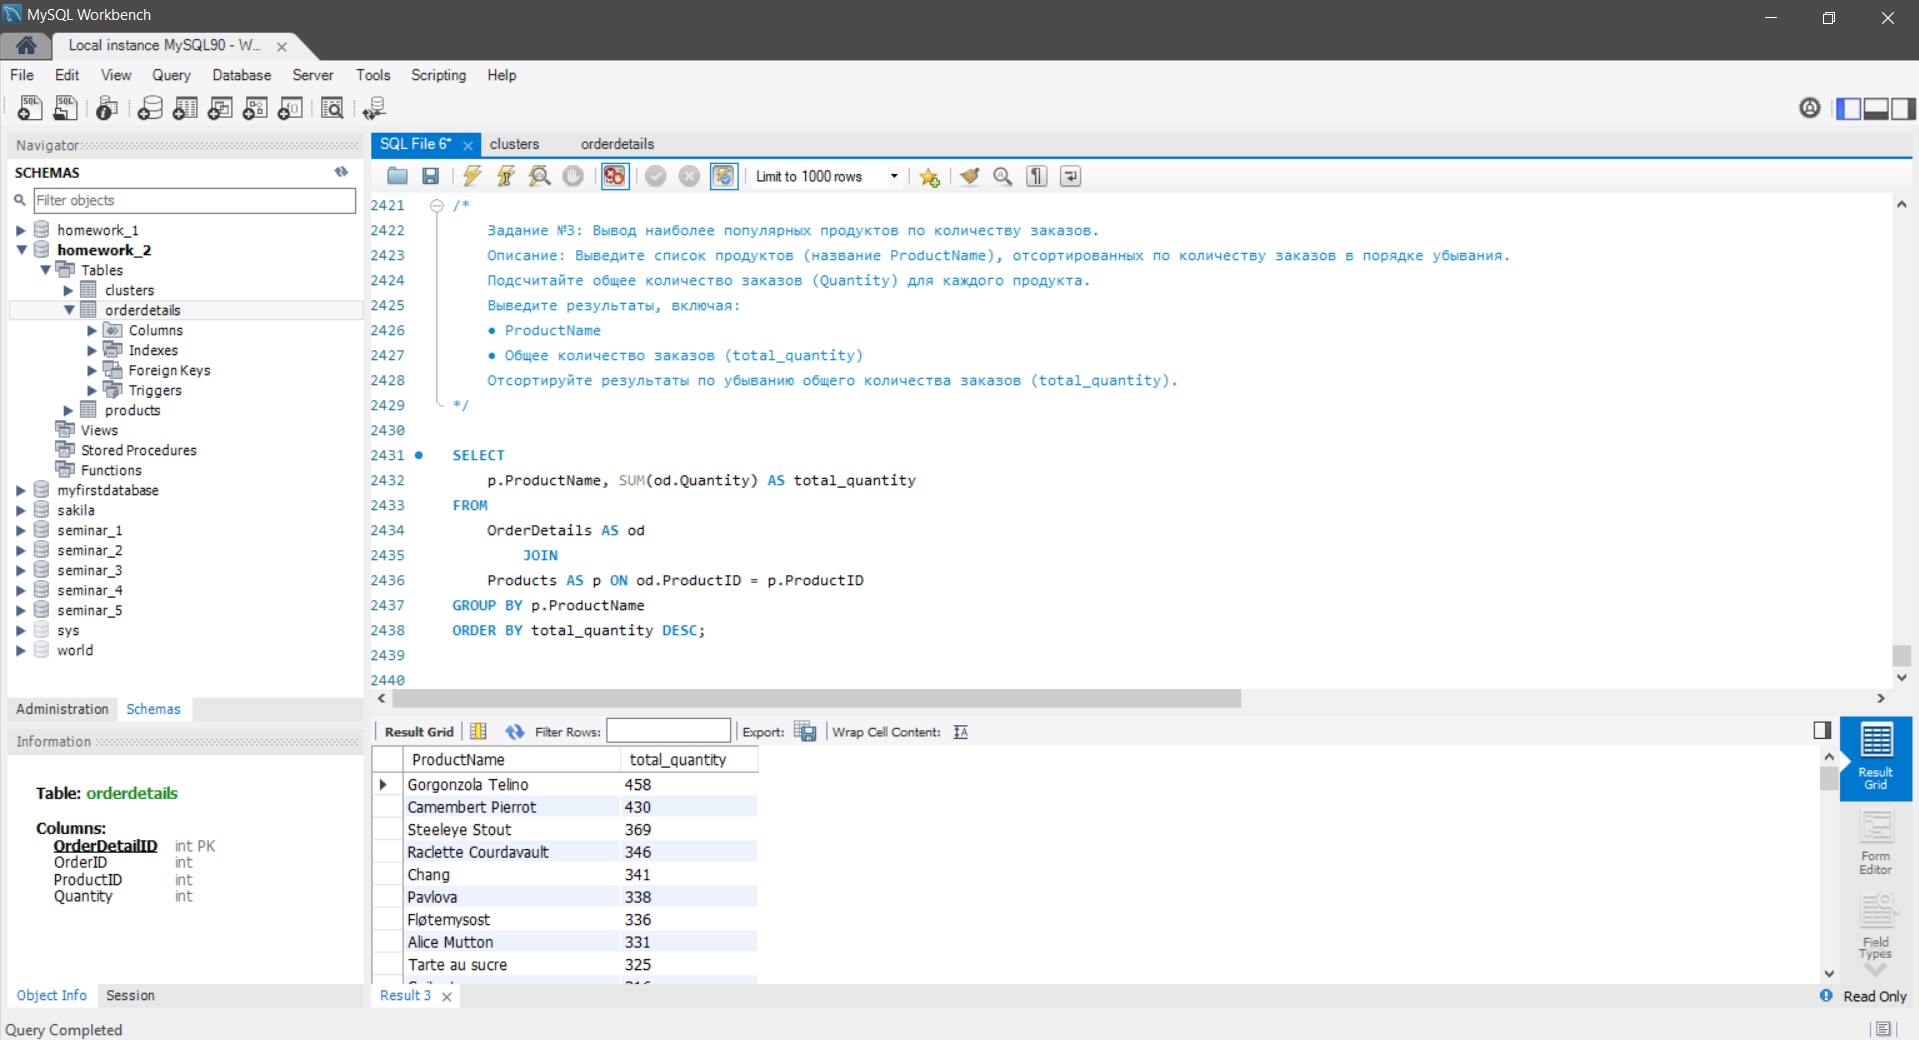 MySQL Workbench
Local instance MySQL90 - W...
File Edit View Query Database Server Tools Scripting Help
Navigator
SCHEMAS
Filter objects
homework_1
homework_2
Tables
clusters
orderdetails
Columns
Indexes
Foreign Keys
Triggers
products
Views
Stored Procedures
Functions
myfirstdatabase
sakila
seminar_1
seminar_2
seminar_3
seminar_4
seminar_5
sys
world
Administration Schemas
Information
Table: orderdetails
Columns:
OrderDetailID int PK
OrderID int
ProductID int
Quantity int
Object Info Session
Query Completed
SQL File 6* clusters orderdetails
Limit to 1000 rows
2421 /*
2422 Задание №3: Вывод наиболее популярных продуктов по количеству заказов.
2423 Описание: Выведите список продуктов (название ProductName), отсортированных по количеству заказов в порядке убывания.
2424 Подсчитайте общее количество заказов (Quantity) для каждого продукта.
2425 Выведите результаты, включая:
2426 ● ProductName
2427 ● Общее количество заказов (total_quantity)
2428 Отсортируйте результаты по убыванию общего количества заказов (total_quantity).
2429 */
2430
2431 SELECT
2432 p.ProductName, SUM(od.Quantity) AS total_quantity
2433 FROM
2434 OrderDetails AS od
2435 JOIN
2436 Products AS p ON od.ProductID = p.ProductID
2437 GROUP BY p.ProductName
2438 ORDER BY total_quantity DESC;
2439
2440
Result Grid Filter Rows: Export: Wrap Cell Content:
ProductName total_quantity
Gorgonzola Telino 458
Camembert Pierrot 430
Steeleye Stout 369
Raclette Courdavault 346
Chang 341
Pavlova 338
Fløtemysost 336
Alice Mutton 331
Tarte au sucre 325
Result 3
Result
Grid
Form
Editor
Field
Types
Read Only